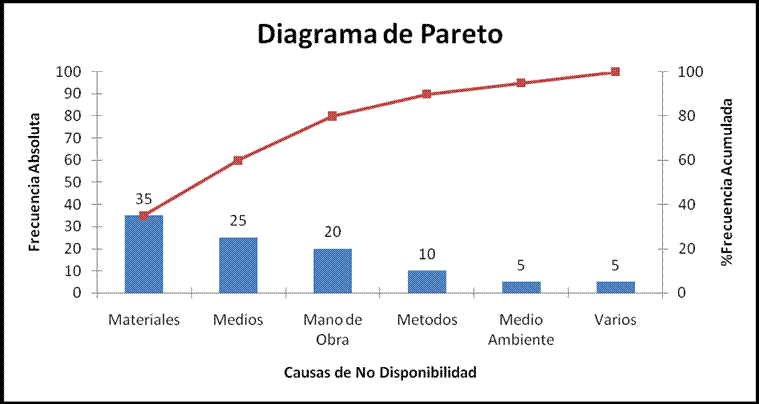 Diagrama de Pareto
Frecuencia Absoluta
100
90
80
70
60
50
40
30
20
10
0
35
25
20
10
5
5
100
80
60
40
20
0
%Frecuencia Acumulada
Materiales
Medios
Mano de
Obra
Metodos
Medio
Ambiente
Varios
Causas de No Disponibilidad